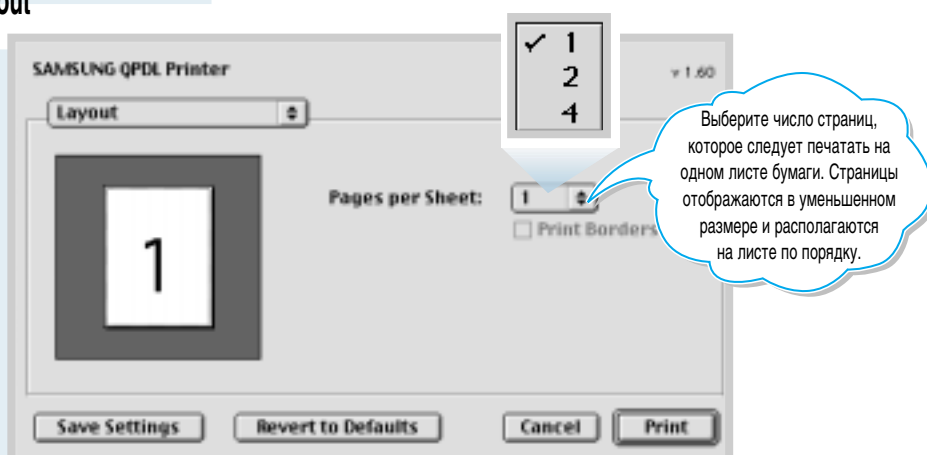 SAMSUNG QPDL Printer
v 1.60
Layout
✓ 1
2
4
Pages per Sheet:
1
Print Borders
1
Выберите число страниц,
которое следует печатать на
одном листе бумаги. Страницы
отображаются в уменьшенном
размере и располагаются
на листе по порядку.
Save Settings
Revert to Defaults
Cancel
Print